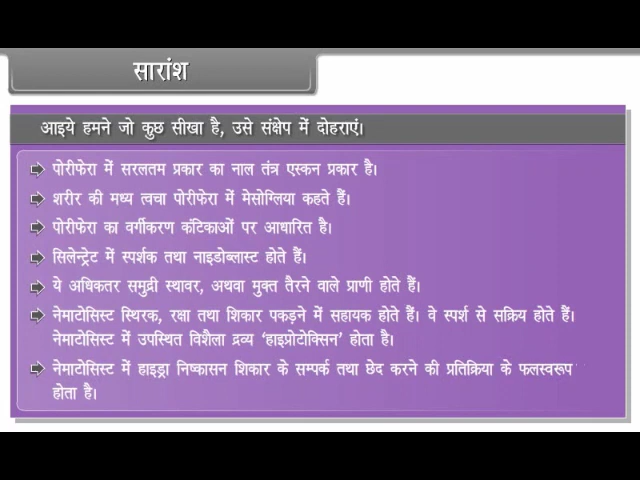 सारांश
आइये हमने जो कुछ सीखा है, उसे संक्षेप में दोहराएं।
पोरीफेरा में सरलतम प्रकार का नाल तंत्र एस्कन प्रकार है।
शरीर की मध्य त्वचा पोरीफेरा में मेसोग्लिया कहते हैं।
पोरीफेरा का वर्गीकरण कंटिकाओं पर आधारित है।
सिलेन्ट्रेट में स्पर्शक तथा नाइडोब्लास्ट होते हैं।
ये अधिकतर समुद्री स्थावर, अथवा मुक्त तैरने वाले प्राणी होते हैं।
नेमाटोसिस्ट स्थिरक, रक्षा तथा शिकार पकड़ने में सहायक होते हैं। वे स्पर्श से सक्रिय होते हैं।
नेमाटोसिस्ट में उपस्थित विशैला द्रव्य ‘हाइप्रोटोक्सिन’ होता है।
नेमाटोसिस्ट में हाइड्रा निष्कासन शिकार के सम्पर्क तथा छेद करने की प्रतिक्रिया के फलस्वरूप
होता है।